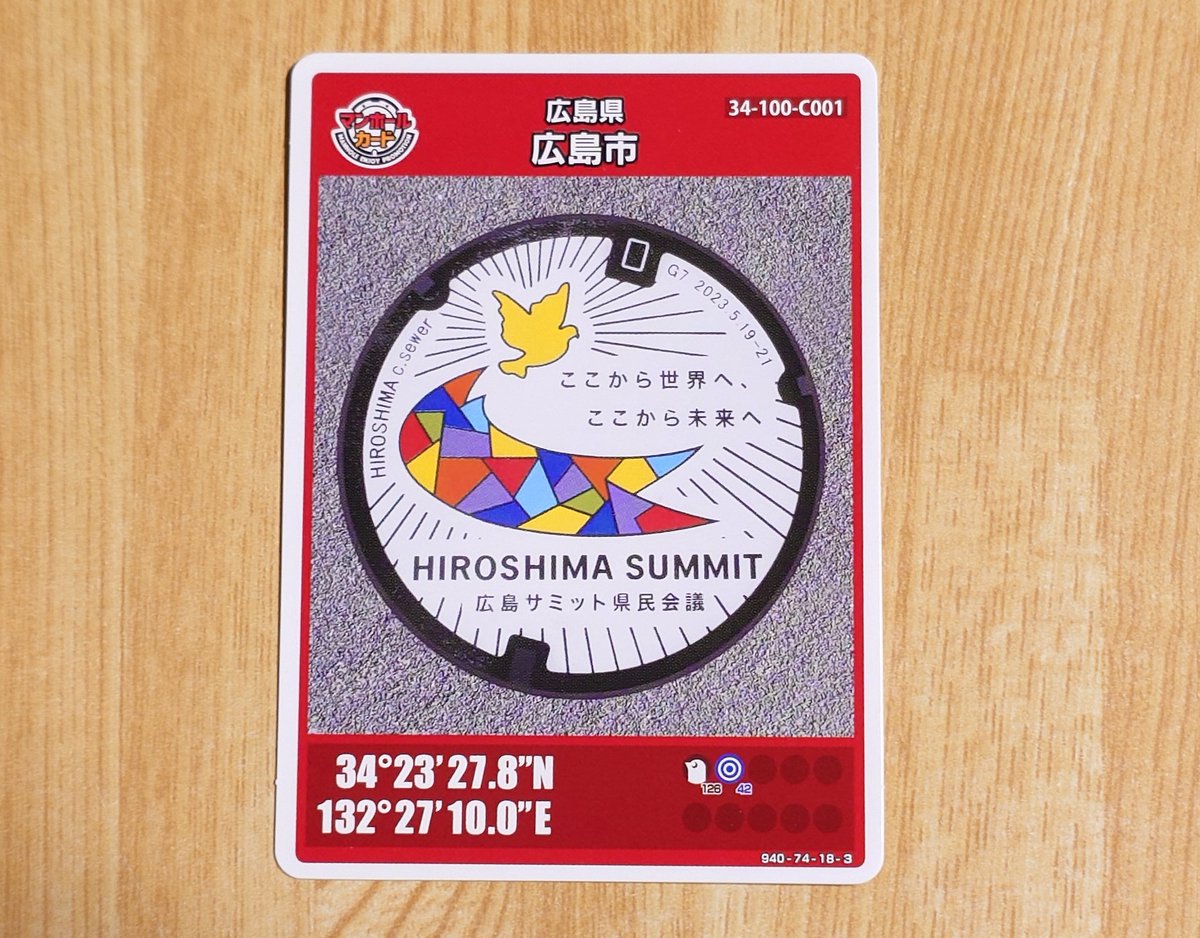 マンホール
カード
広島県
広島市
34-100-C001
G7 2023.5.19-21
HIROSHIMA c.sewer
ここから世界へ、
ここから未来へ
HIROSHIMA SUMMIT
広島サミット県民会議
34°23’27.8”N
132°27’10.0”E
126
42
940-74-18-3